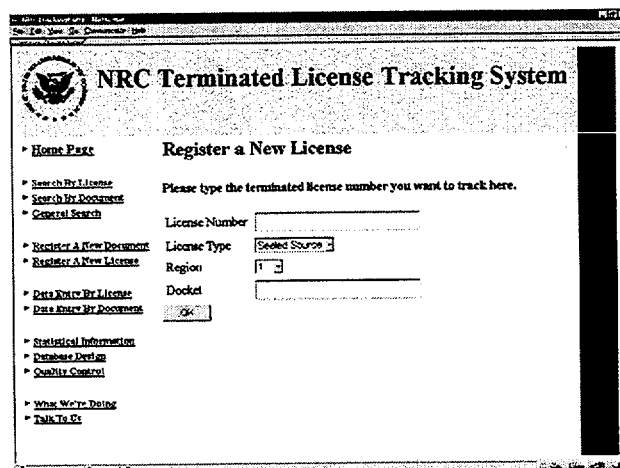 NRC Terminated License Tracking System
Home Page
Search By License
Search By Document
General Search
Register A New Document
Register A New License
Data Entry By License
Data Entry By Document
Statistical Information
Database Design
Quality Control
What We're Doing
Talk To Us
Register a New License
Please type the terminated license number you want to track here.
License Number
License Type Sealed Source
Region 1
Docket
OK